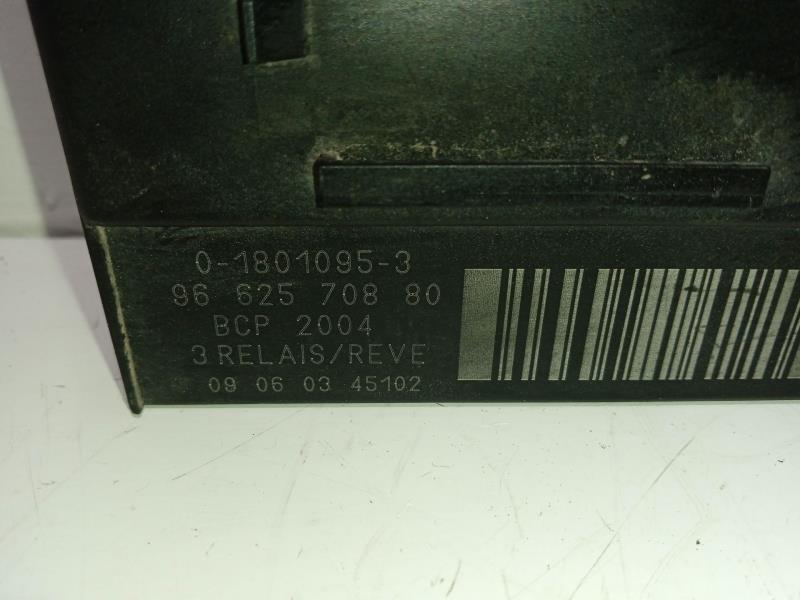 0-1801095-3
96 625 708 80
BCP 2004
3 RELAIS/REVE
09 06 03 45102